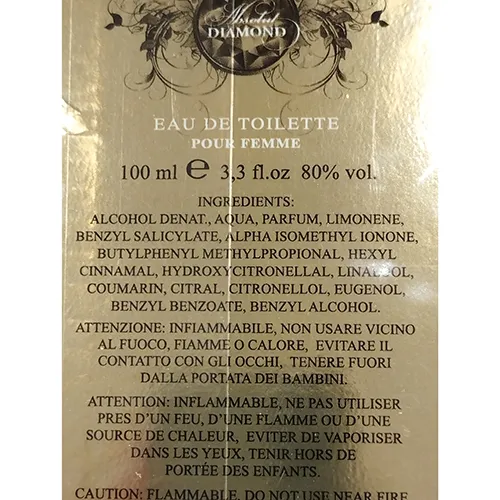 Absolut
DIAMOND
EAU DE TOILETTE
POUR FEMME
100 ml e 3,3 fl.oz 80% vol.
INGREDIENTS:
ALCOHOL DENAT., AQUA, PARFUM, LIMONENE,
BENZYL SALICYLATE, ALPHA ISOMETHYL IONONE,
BUTYLPHENYL METHYLPROPIONAL, HEXYL
CINNAMAL, HYDROXYCITRONELLAL, LINALOOL,
COUMARIN, CITRAL, CITRONELLOL, EUGENOL,
BENZYL BENZOATE, BENZYL ALCOHOL.
ATTENZIONE: INFIAMMABILE, NON USARE VICINO
AL FUOCO, FIAMME O CALORE, EVITARE IL
CONTATTO CON GLI OCCHI, TENERE FUORI
DALLA PORTATA DEI BAMBINI.
ATTENTION: INFLAMMABLE, NE PAS UTILISER
PRES D'UN FEU, D'UNE FLAMME OU D'UNE
SOURCE DE CHALEUR, EVITER DE VAPORISER
DANS LES YEUX, TENIR HORS DE
PORTÉE DES ENFANTS.
CAUTION: FLAMMABLE, DO NOT USE NEAR FIRE